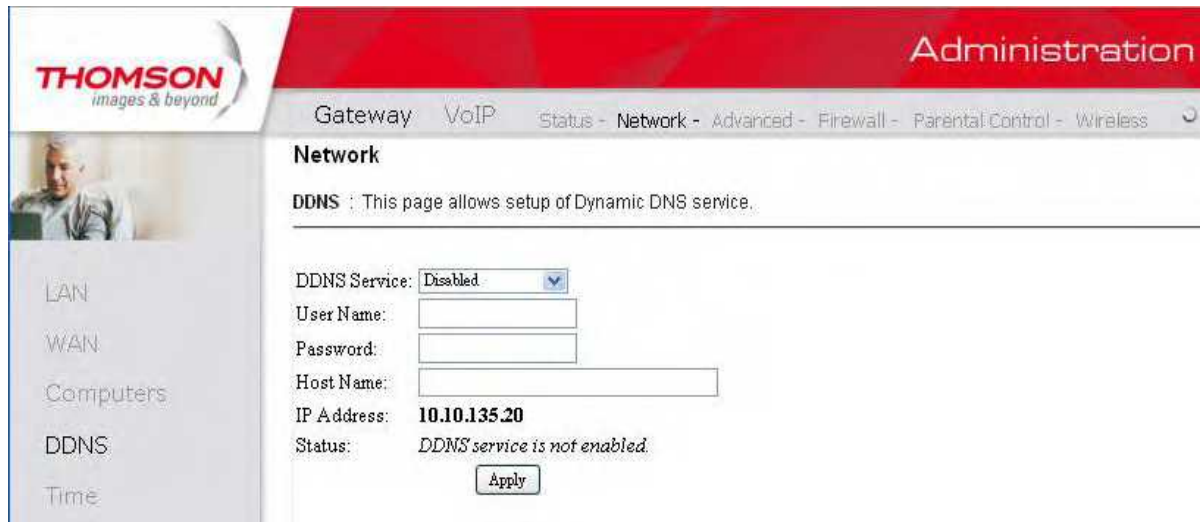 THOMSON
images & beyond
Administration
Gateway VoIP Status - Network - Advanced - Firewall - Parental Control - Wireless
Network
DDNS : This page allows setup of Dynamic DNS service.
LAN
WAN
Computers
DDNS
Time
DDNS Service: Disabled
User Name:
Password:
Host Name:
IP Address: 10.10.135.20
Status: DDNS service is not enabled.
Apply